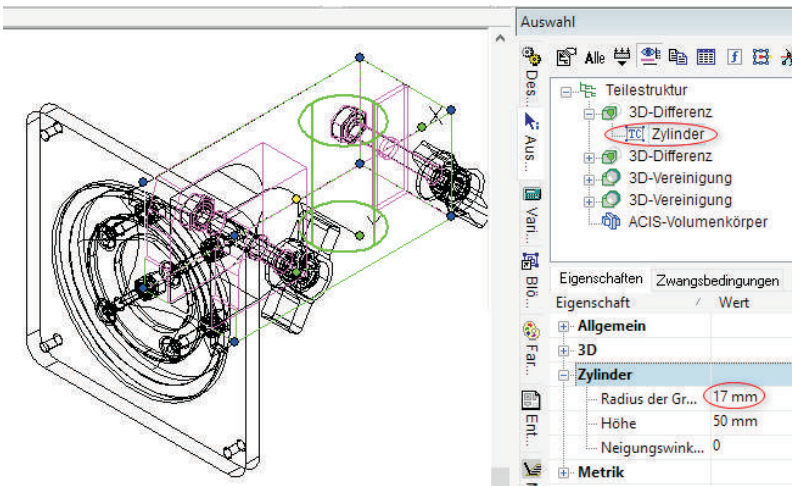 Auswahl
Alle
Teilestruktur
3D-Differenz
TC Zylinder
3D-Differenz
3D-Vereinigung
3D-Vereinigung
ACIS-Volumenkörper
Des...
Aus...
Vari...
Blö...
Far...
Ent...
Eigenschaften Zwangsbedingungen
Eigenschaft / Wert
Allgemein
3D
Zylinder
Radius der Gr... 17 mm
Höhe 50 mm
Neigungswink... 0
Metrik
X
Y